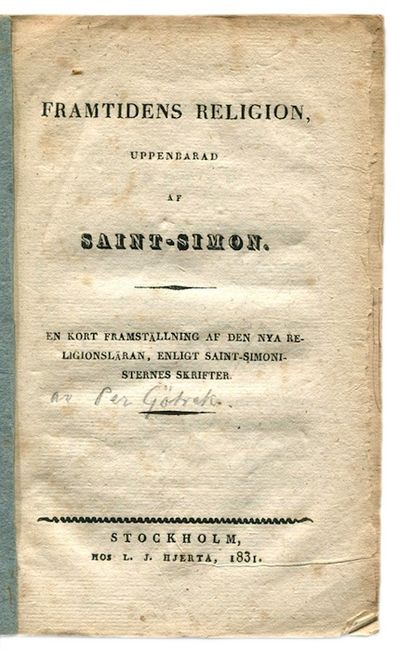 FRAMTIDENS RELIGION,
UPPENBARAD
AF
SAINT-SIMON.
EN KORT FRAMSTÄLLNING AF DEN NYA RE-
LIGIONSLÄRAN, ENLIGT SAINT-SIMONI-
STERNES SKRIFTER.
av Per Götrek.
STOCKHOLM,
HOS L. J. HJERTA, 1831.